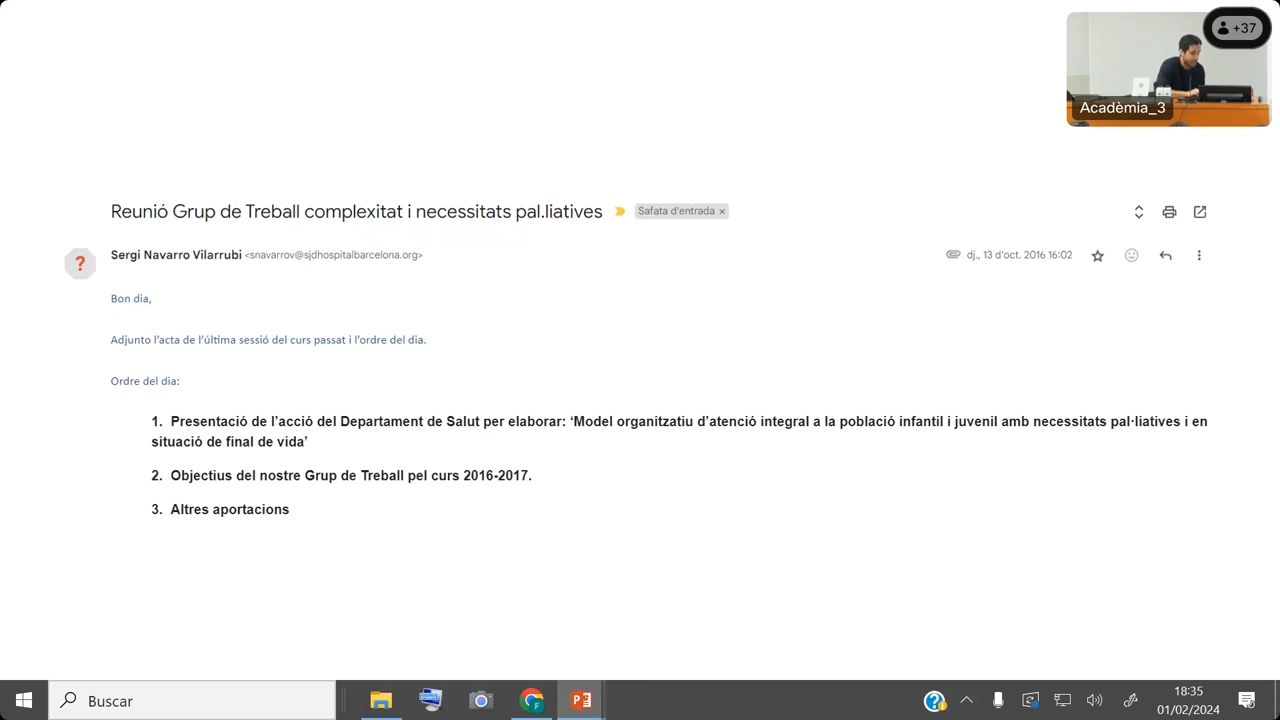 +37
Acadèmia_3
Reunió Grup de Treball complexitat i necessitats pal.liatives
Safata d'entrada ×
Sergi Navarro Vilarrubi <snavarrov@sjdhospitalbarcelona.org>
dj., 13 d'oct. 2016 16:02
?
Bon dia,
Adjunto l'acta de l'última sessió del curs passat i l'ordre del dia.
Ordre del dia:
1. Presentació de l'acció del Departament de Salut per elaborar: 'Model organitzatiu d'atenció integral a la població infantil i juvenil amb necessitats pal·liatives i en
situació de final de vida'
2. Objectius del nostre Grup de Treball pel curs 2016-2017.
3. Altres aportacions
Buscar
18:35
01/02/2024